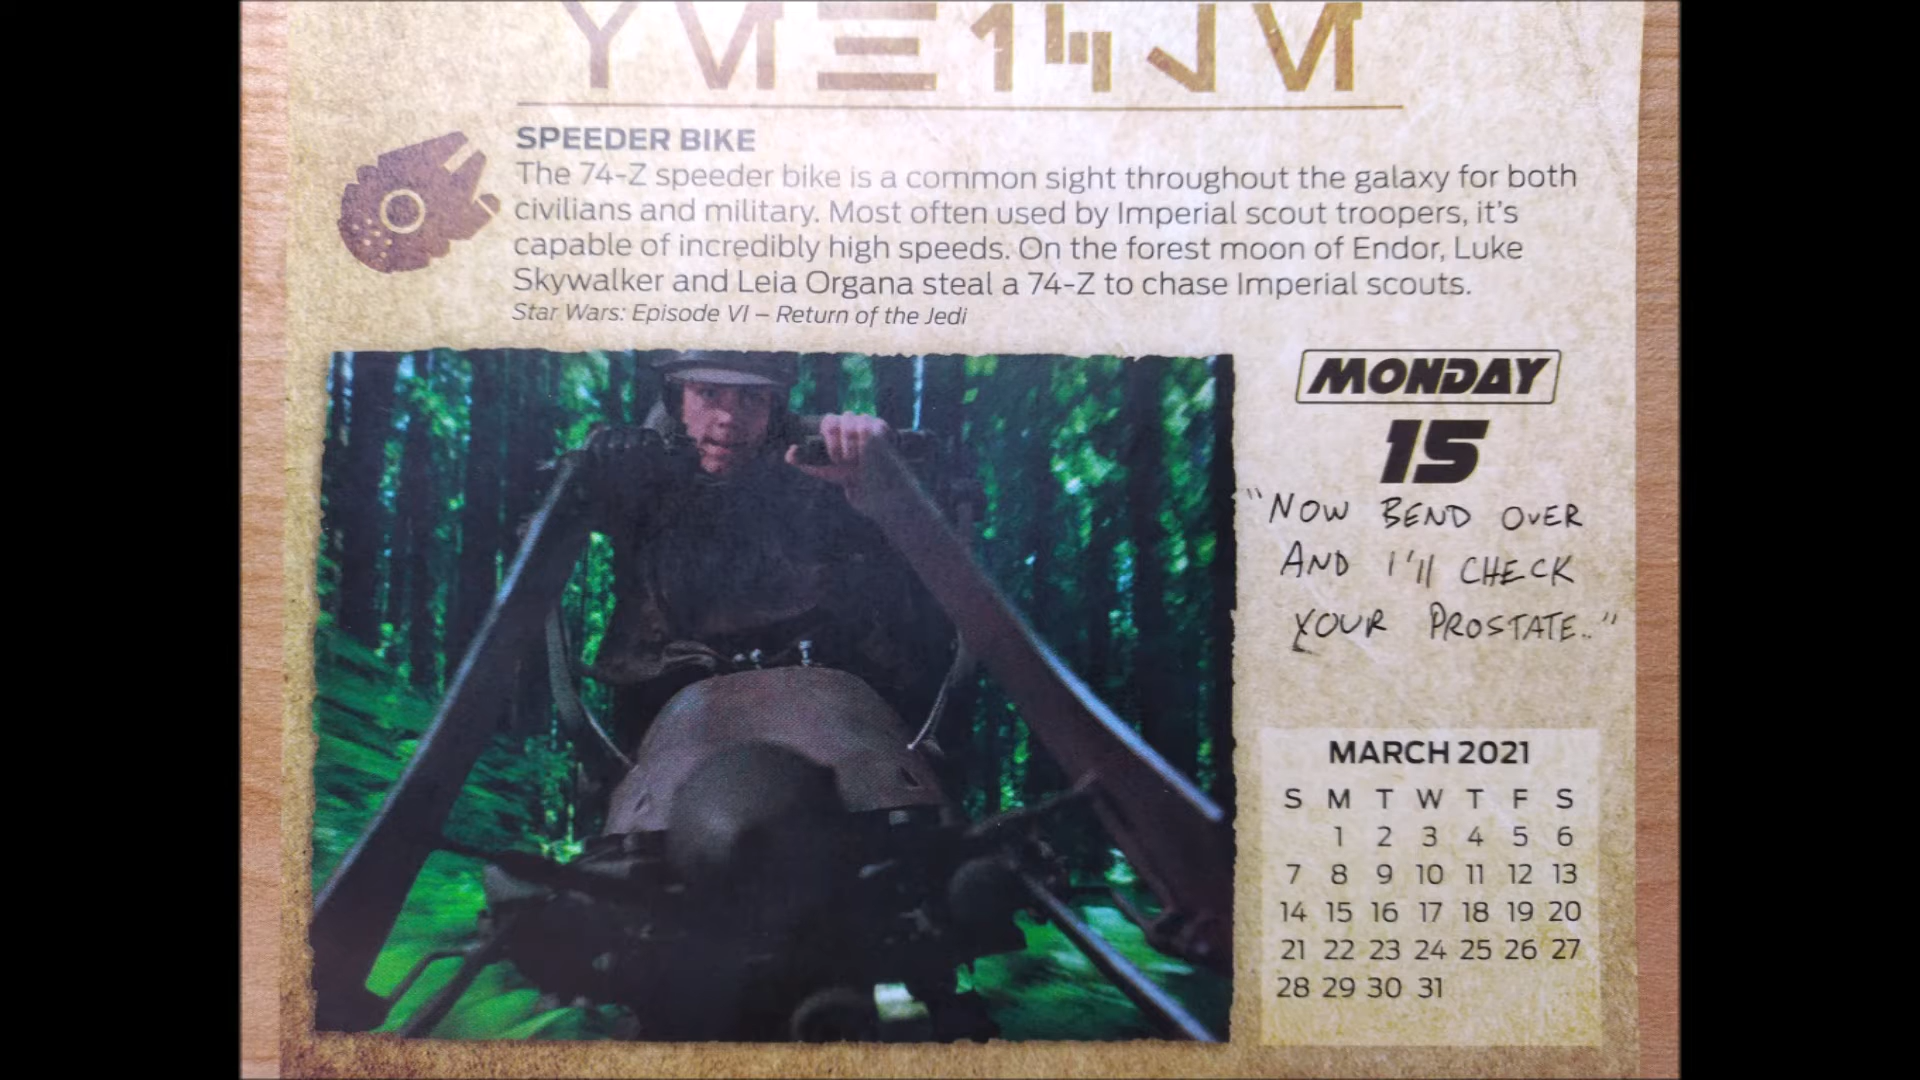 SPEEDER BIKE
The 74-Z speeder bike is a common sight throughout the galaxy for both
civilians and military. Most often used by Imperial scout troopers, it's
capable of incredibly high speeds. On the forest moon of Endor, Luke
Skywalker and Leia Organa steal a 74-Z to chase Imperial scouts.
Star Wars: Episode VI – Return of the Jedi
MONDAY
15
"NOW BEND OVER
AND I'll CHECK
YOUR PROSTATE.."
MARCH 2021
S M T W T F S
1 2 3 4 5 6
7 8 9 10 11 12 13
14 15 16 17 18 19 20
21 22 23 24 25 26 27
28 29 30 31